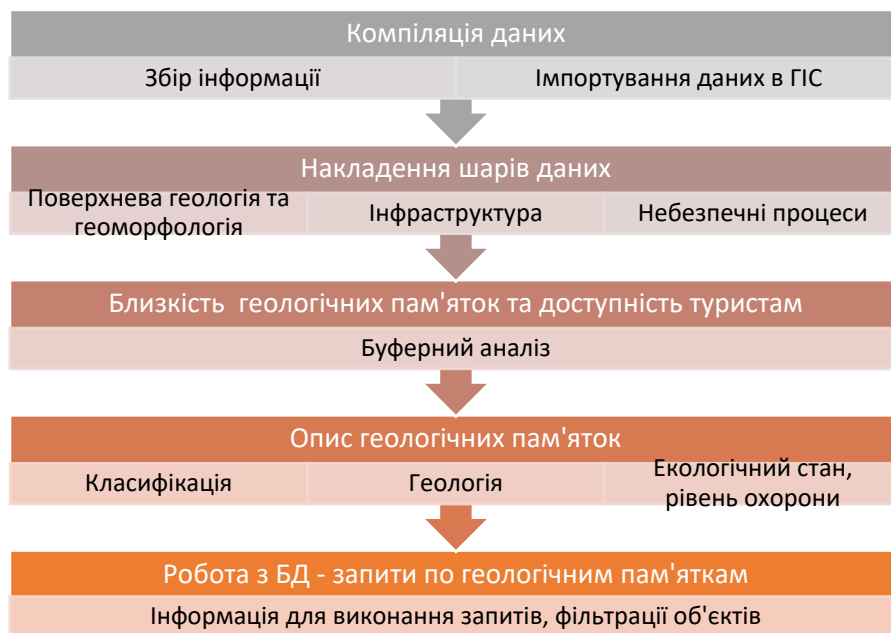 Компіляція даних
Збір інформації
Імпортування даних в ГІС
Накладення шарів даних
Поверхнева геологія та
геоморфологія
Інфраструктура
Небезпечні процеси
Близкість геологічних пам'яток та доступність туристам
Буферний аналіз
Опис геологічних пам'яток
Класифікація
Геологія
Екологічний стан,
рівень охорони
Робота з БД - запити по геологічним пам'яткам
Інформація для виконання запитів, фільтрації об'єктів